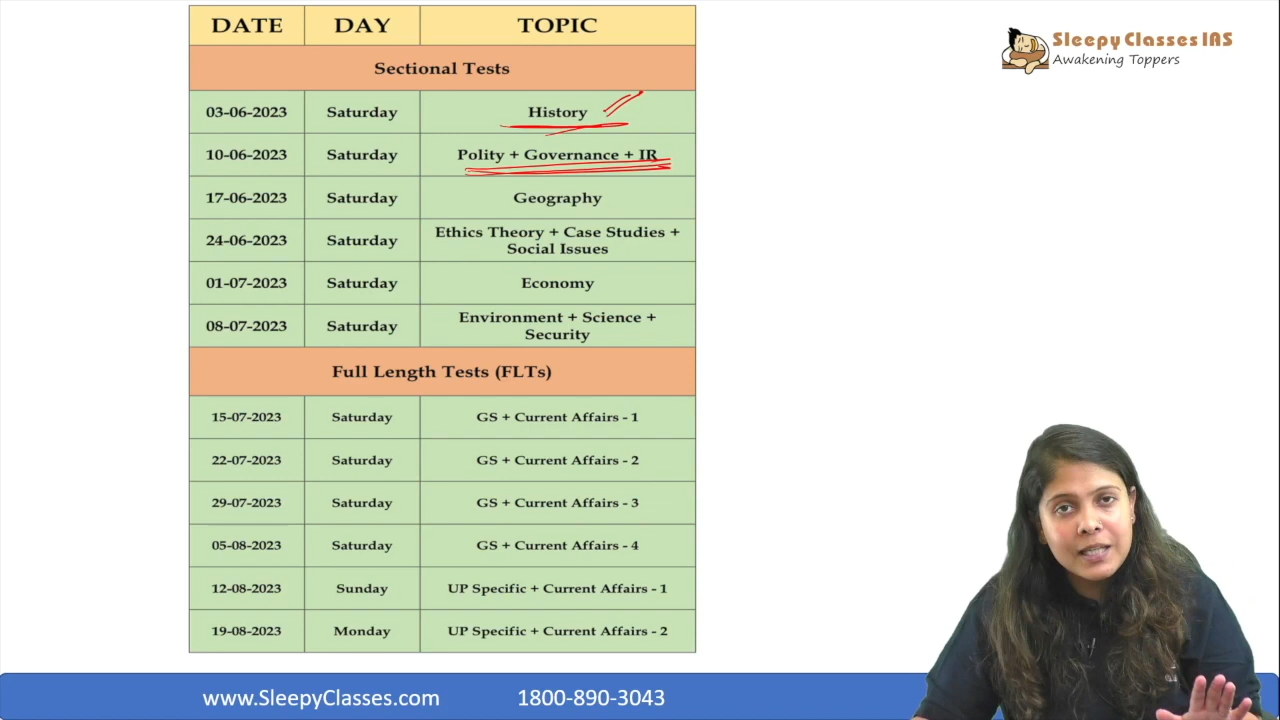 DATE DAY TOPIC
Sleepy Classes IAS
Awakening Toppers
Sectional Tests
03-06-2023 Saturday History
10-06-2023 Saturday Polity + Governance + IR
17-06-2023 Saturday Geography
24-06-2023 Saturday Ethics Theory + Case Studies +
Social Issues
01-07-2023 Saturday Economy
08-07-2023 Saturday Environment + Science +
Security
Full Length Tests (FLTs)
15-07-2023 Saturday GS + Current Affairs - 1
22-07-2023 Saturday GS + Current Affairs - 2
29-07-2023 Saturday GS + Current Affairs - 3
05-08-2023 Saturday GS + Current Affairs - 4
12-08-2023 Sunday UP Specific + Current Affairs - 1
19-08-2023 Monday UP Specific + Current Affairs - 2
www.SleepyClasses.com 1800-890-3043